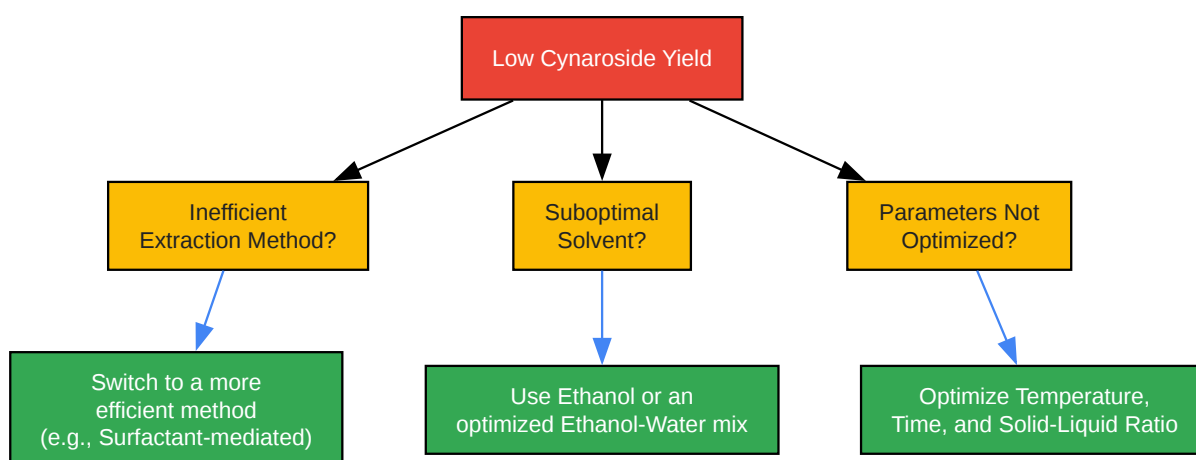 Low Cynaroside Yield
Inefficient
Extraction Method?
Suboptimal
Solvent?
Parameters Not
Optimized?
Switch to a more
efficient method
(e.g., Surfactant-mediated)
Use Ethanol or an
optimized Ethanol-Water mix
Optimize Temperature,
Time, and Solid-Liquid Ratio